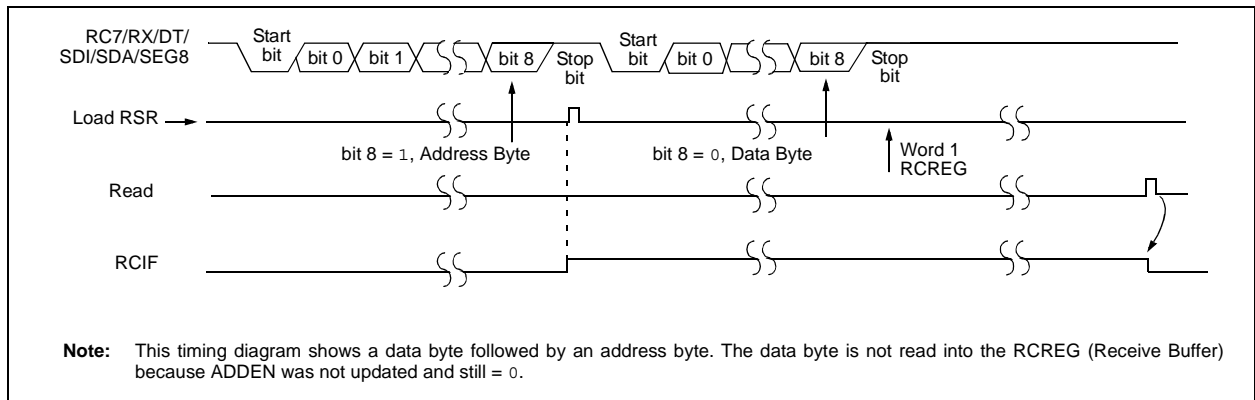 RC7/RX/DT/
SDI/SDA/SEG8
Start
bit
bit 0
bit 1
bit 8
Stop
bit
Start
bit
bit 0
bit 8
Stop
bit
Load RSR
bit 8 = 1, Address Byte
bit 8 = 0, Data Byte
Word 1
RCREG
Read
RCIF
Note: This timing diagram shows a data byte followed by an address byte. The data byte is not read into the RCREG (Receive Buffer)
because ADDEN was not updated and still = 0.